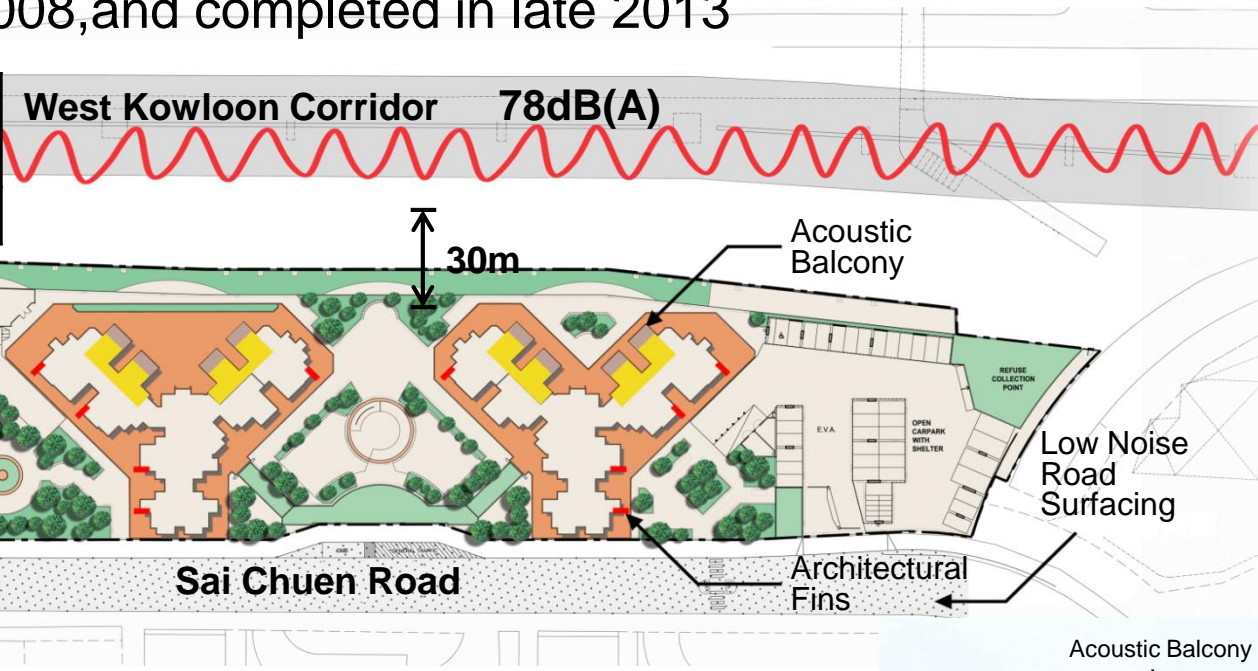 008,and completed in late 2013
West Kowloon Corridor 78dB(A)
Acoustic
Balcony
30m
REFUSE
COLLECTION
POINT
E.V.A.
OPEN
CARPARK
WITH
SHELTER
Low Noise
Road
Surfacing
Sai Chuen Road
Architectural
Fins
Acoustic Balcony